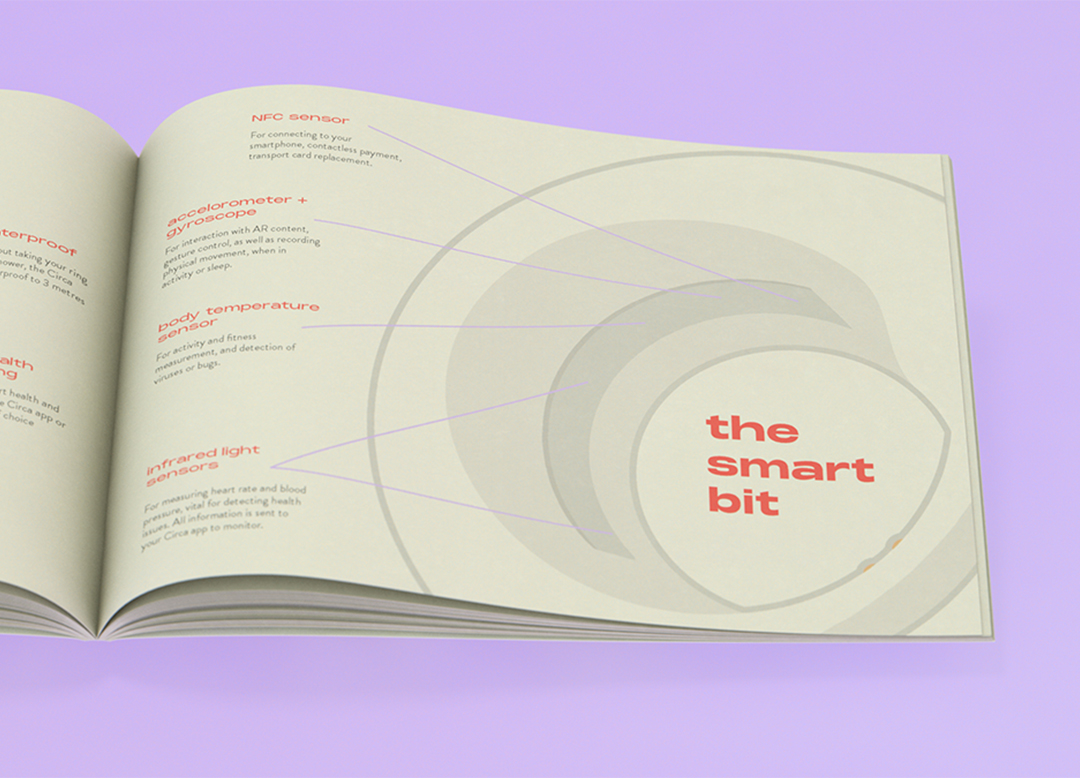 terproof
out taking your ring
hower, the Circa
rproof to 3 metres
alth
ng
rt health and
e Circa app or
choice
NFC sensor
For connecting to your
smartphone, contactless payment,
transport card replacement.
accelorometer +
gyroscope
For interaction with AR content,
gesture control, as well as recording
physical movement, when in
activity or sleep.
body temperature
sensor
For activity and fitness
measurement, and detection of
viruses or bugs.
infrared light
sensors
For measuring heart rate and blood
pressure, vital for detecting health
issues. All information is sent to
your Circa app to monitor.
the
smart
bit